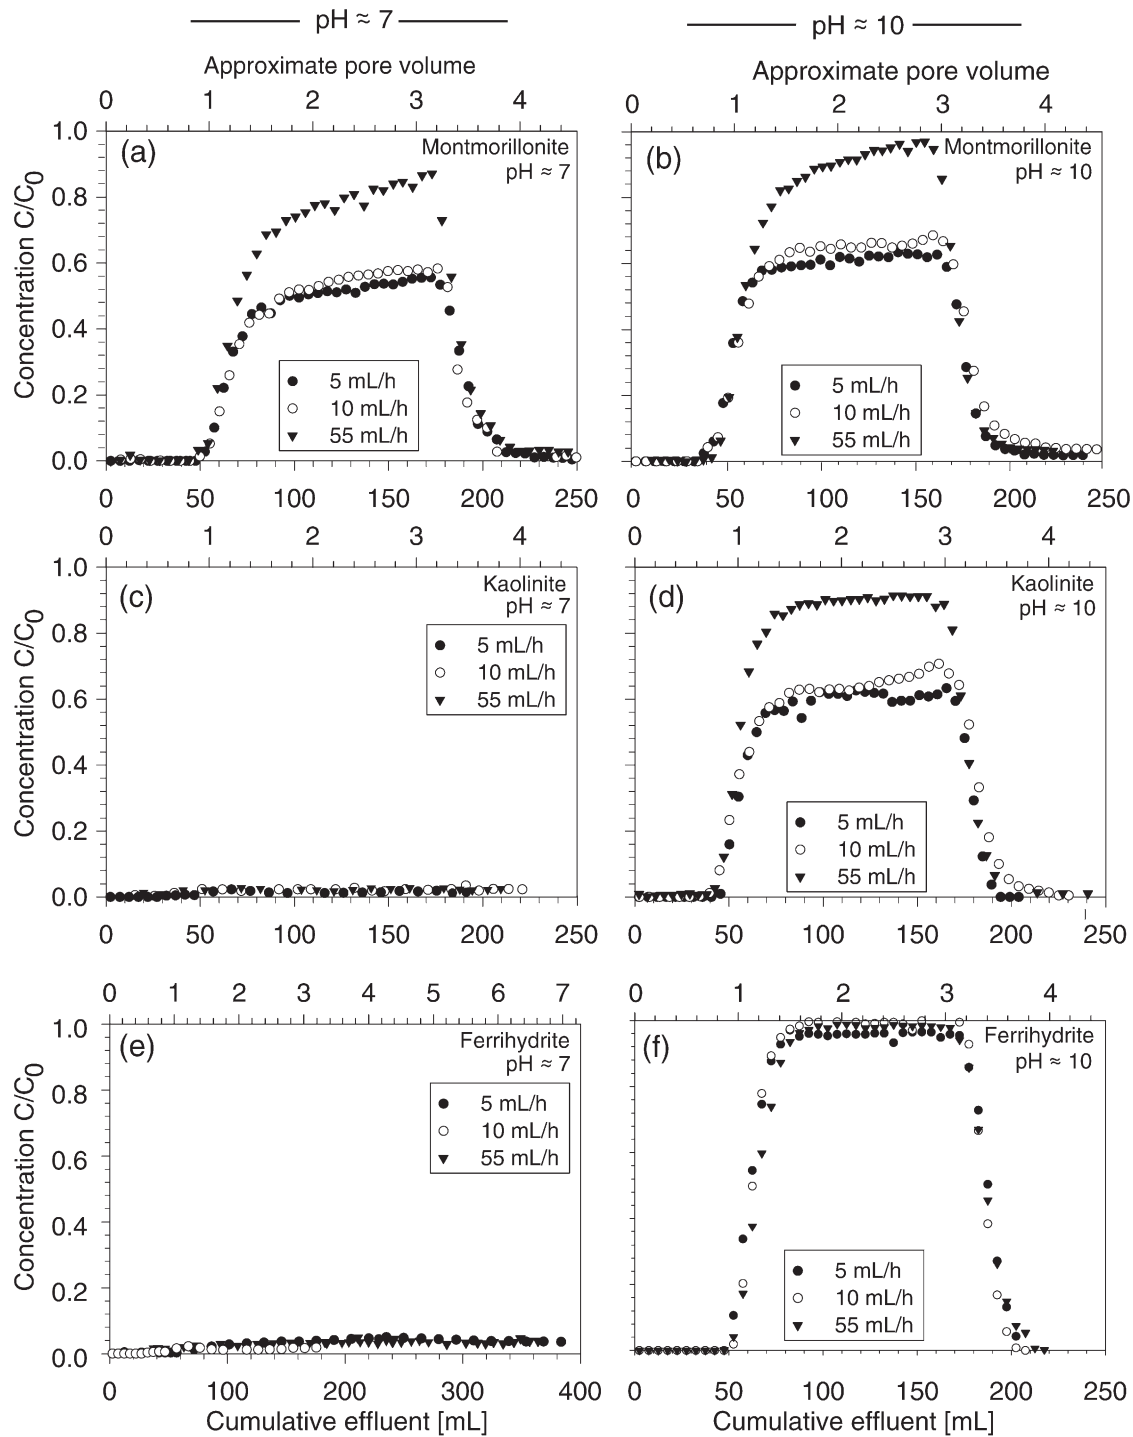 pH ≈ 7
pH ≈ 10
Approximate pore volume
Approximate pore volume
0 1 2 3 4
0 1 2 3 4
Concentration C/C0
1.0
0.8
0.6
0.4
0.2
0.0
(a)
Montmorillonite
pH ≈ 7
5 mL/h
10 mL/h
55 mL/h
0 50 100 150 200 250
(b)
Montmorillonite
pH ≈ 10
5 mL/h
10 mL/h
55 mL/h
0 50 100 150 200 250
0 1 2 3 4
0 1 2 3 4
Concentration C/C0
1.0
0.8
0.6
0.4
0.2
0.0
(c)
Kaolinite
pH ≈ 7
5 mL/h
10 mL/h
55 mL/h
0 50 100 150 200 250
(d)
Kaolinite
pH ≈ 10
5 mL/h
10 mL/h
55 mL/h
0 50 100 150 200 250
0 1 2 3 4 5 6 7
0 1 2 3 4
Concentration C/C0
1.0
0.8
0.6
0.4
0.2
0.0
(e)
Ferrihydrite
pH ≈ 7
5 mL/h
10 mL/h
55 mL/h
0 100 200 300 400
Cumulative effluent [mL]
(f)
Ferrihydrite
pH ≈ 10
5 mL/h
10 mL/h
55 mL/h
0 50 100 150 200 250
Cumulative effluent [mL]